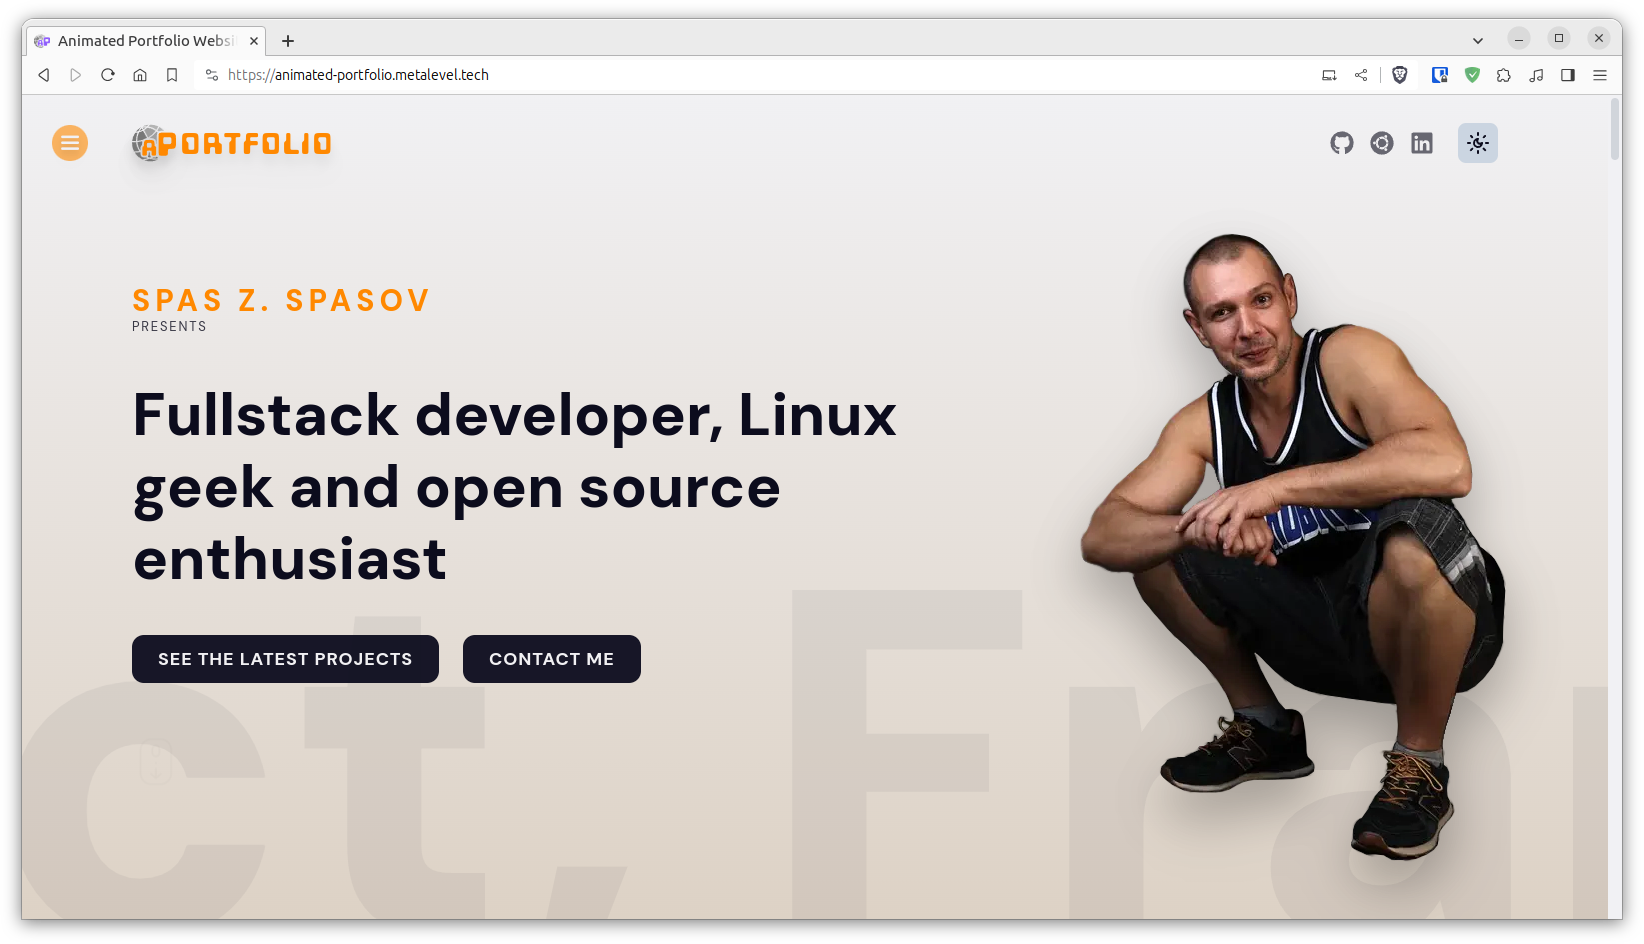 Animated Portfolio Websi
https://animated-portfolio.metalevel.tech
APORTFOLIO
SPAS Z. SPASOV
PRESENTS
Fullstack developer, Linux
geek and open source
enthusiast
SEE THE LATEST PROJECTS
CONTACT ME
ct, Fra